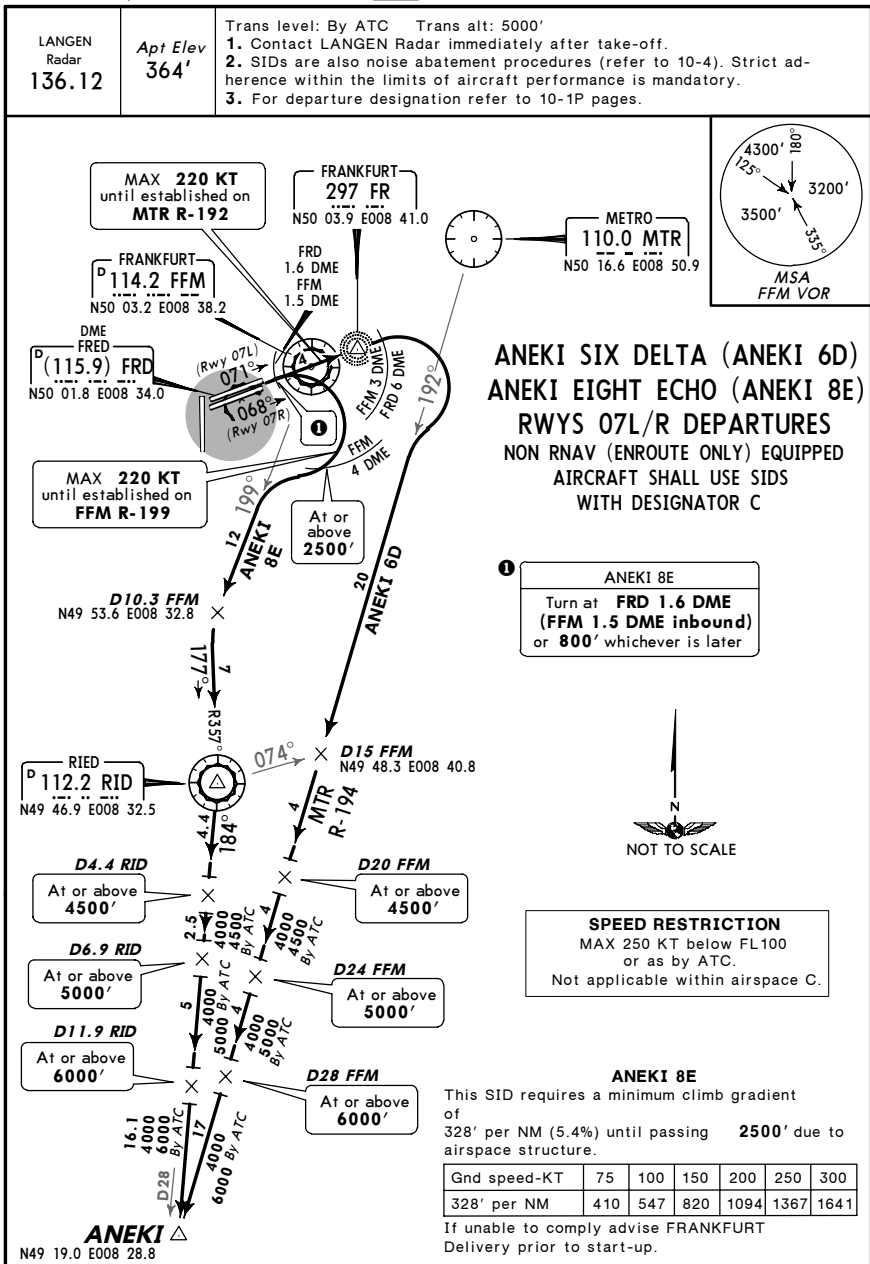 LANGEN
Radar
136.12
Apt Elev
364'
Trans level: By ATC Trans alt: 5000'
1. Contact LANGEN Radar immediately after take-off.
2. SIDs are also noise abatement procedures (refer to 10-4). Strict ad-
herence within the limits of aircraft performance is mandatory.
3. For departure designation refer to 10-1P pages.
MAX 220 KT
until established on
MTR R-192
FRANKFURT
297 FR
N50 03.9 E008 41.0
METRO
110.0 MTR
N50 16.6 E008 50.9
4300'
180°
125°
3200'
3500'
335°
MSA
FFM VOR
FRANKFURT
D 114.2 FFM
N50 03.2 E008 38.2
FRD
1.6 DME
FFM
1.5 DME
DME
FRED
D (115.9) FRD
N50 01.8 E008 34.0
(Rwy 07L)
071°
4
068°
(Rwy 07R)
1
FFM 3 DME
FRD 6 DME
192°
FFM
4 DME
ANEKI SIX DELTA (ANEKI 6D)
ANEKI EIGHT ECHO (ANEKI 8E)
RWYS 07L/R DEPARTURES
NON RNAV (ENROUTE ONLY) EQUIPPED
AIRCRAFT SHALL USE SIDS
WITH DESIGNATOR C
MAX 220 KT
until established on
FFM R-199
199°
At or
above
2500'
12
ANEKI
8E
20
ANEKI 6D
1
ANEKI 8E
Turn at FRD 1.6 DME
(FFM 1.5 DME inbound)
or 800' whichever is later
D10.3 FFM
N49 53.6 E008 32.8
7
177°
R357°
RIED
D 112.2 RID
N49 46.9 E008 32.5
074°
D15 FFM
N49 48.3 E008 40.8
4
MTR
R-194
N
NOT TO SCALE
4.4
184°
D4.4 RID
At or above
4500'
D20 FFM
At or above
4500'
2.5
4000
4500
By ATC
4
4000
4500
By ATC
D6.9 RID
At or above
5000'
D24 FFM
At or above
5000'
5
4000
5000 By ATC
4
4000
5000
By ATC
D11.9 RID
At or above
6000'
D28 FFM
At or above
6000'
16.1
4000
6000
By ATC
17
4000
6000 By ATC
D28
ANEKI
N49 19.0 E008 28.8
SPEED RESTRICTION
MAX 250 KT below FL100
or as by ATC.
Not applicable within airspace C.
ANEKI 8E
This SID requires a minimum climb gradient
of
328' per NM (5.4%) until passing 2500' due to
airspace structure.
Gnd speed-KT 75 100 150 200 250 300
328' per NM 410 547 820 1094 1367 1641
If unable to comply advise FRANKFURT
Delivery prior to start-up.